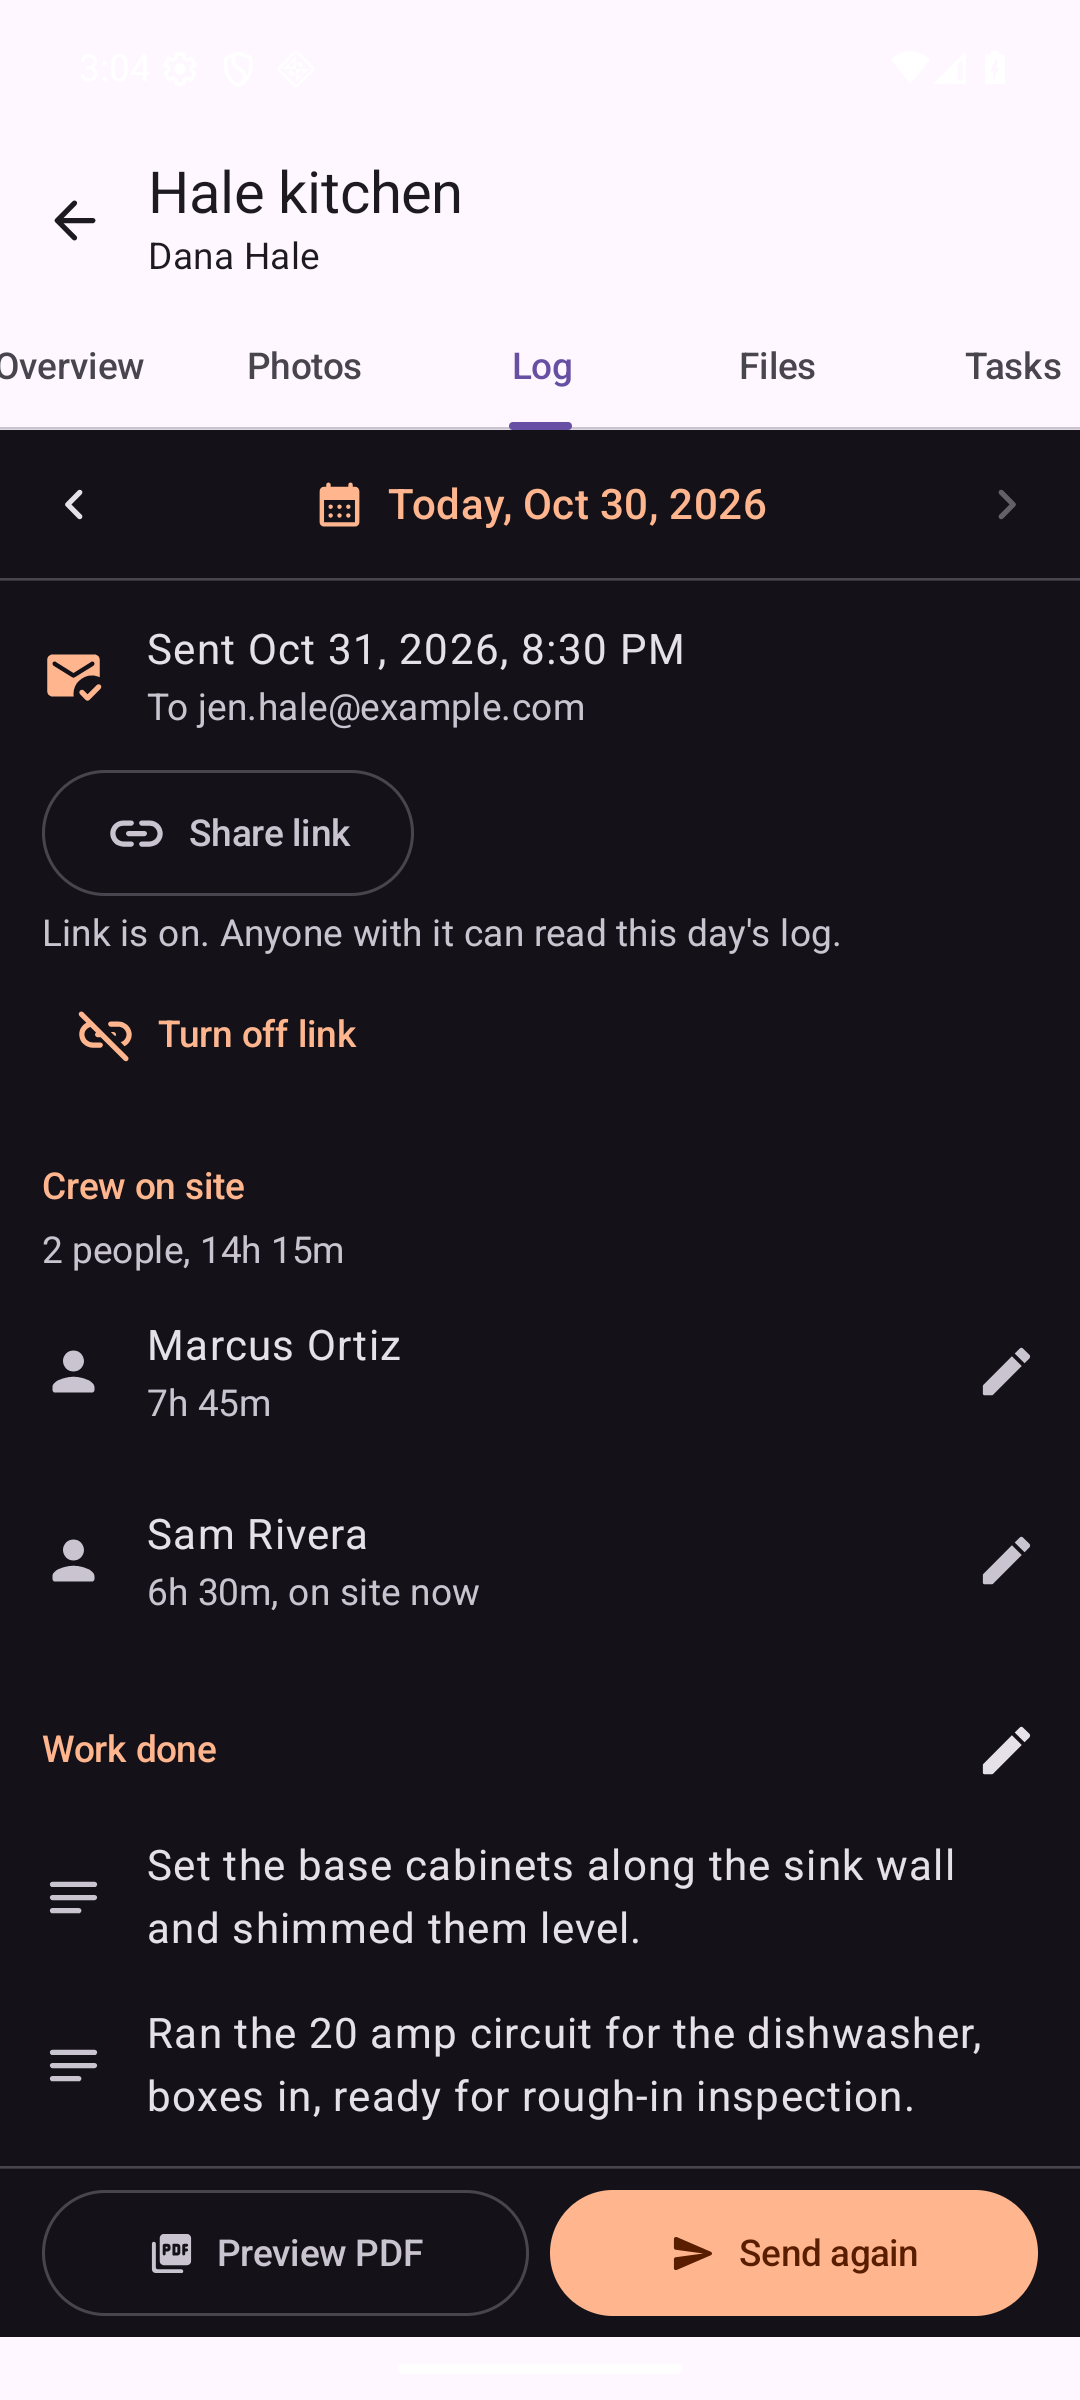 3:04
Hale kitchen
Dana Hale
Overview Photos Log Files Tasks
Today, Oct 30, 2026
Sent Oct 31, 2026, 8:30 PM
To jen.hale@example.com
Share link
Link is on. Anyone with it can read this day's log.
Turn off link
Crew on site
2 people, 14h 15m
Marcus Ortiz
7h 45m
Sam Rivera
6h 30m, on site now
Work done
Set the base cabinets along the sink wall
and shimmed them level.
Ran the 20 amp circuit for the dishwasher,
boxes in, ready for rough-in inspection.
PDF Preview PDF Send again